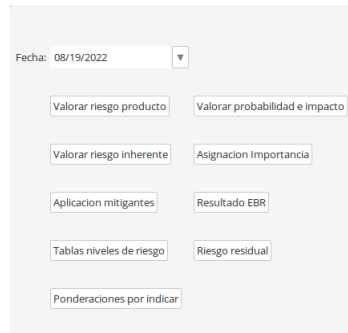 Fecha: 08/19/2022
Valorar riesgo producto Valorar probabilidad e impacto
Valorar riesgo inherente Asignacion Importancia
Aplicacion mitigantes Resultado EBR
Tablas niveles de riesgo Riesgo residual
Ponderaciones por indicar